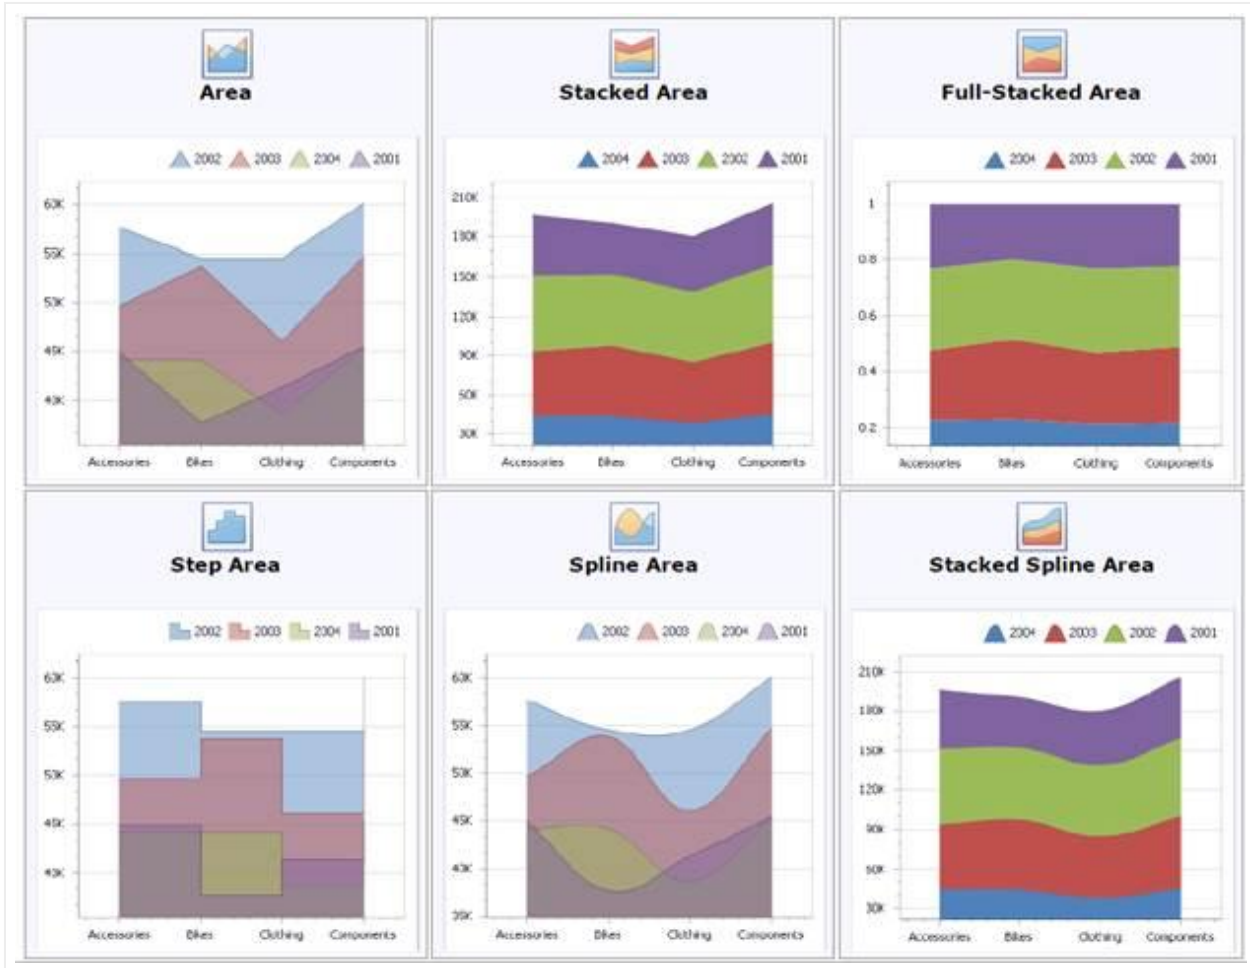 Area
2002 2003 2004 2001
60K
55K
50K
45K
40K
Accessories Bikes Clothing Components
Stacked Area
2004 2003 2002 2001
210K
180K
150K
120K
90K
60K
30K
Accessories Bikes Clothing Components
Full-Stacked Area
2004 2003 2002 2001
1
0.8
0.6
0.4
0.2
Accessories Bikes Clothing Components
Step Area
2002 2003 2004 2001
60K
55K
50K
45K
40K
Accessories Bikes Clothing Components
Spline Area
2002 2003 2004 2001
60K
55K
50K
45K
40K
35K
Accessories Bikes Clothing Components
Stacked Spline Area
2004 2003 2002 2001
210K
180K
150K
120K
90K
60K
30K
Accessories Bikes Clothing Components